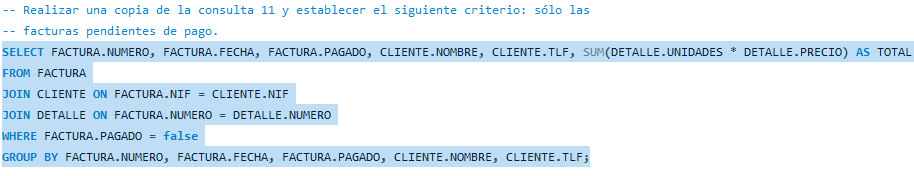 -- Realizar una copia de la consulta 11 y establecer el siguiente criterio: sólo las
-- facturas pendientes de pago.
SELECT FACTURA.NUMERO, FACTURA.FECHA, FACTURA.PAGADO, CLIENTE.NOMBRE, CLIENTE.TLF, SUM(DETALLE.UNIDADES * DETALLE.PRECIO) AS TOTAL
FROM FACTURA
JOIN CLIENTE ON FACTURA.NIF = CLIENTE.NIF
JOIN DETALLE ON FACTURA.NUMERO = DETALLE.NUMERO
WHERE FACTURA.PAGADO = false
GROUP BY FACTURA.NUMERO, FACTURA.FECHA, FACTURA.PAGADO, CLIENTE.NOMBRE, CLIENTE.TLF;